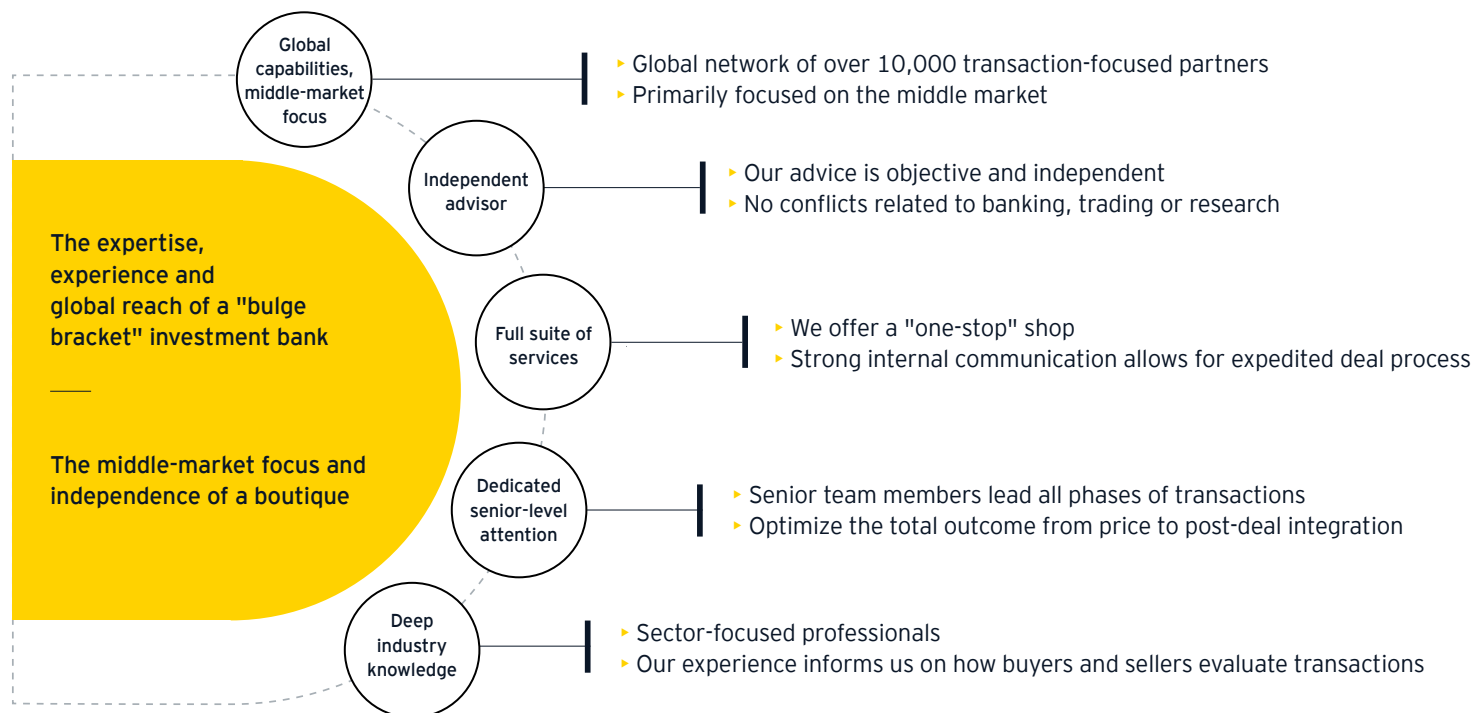 The expertise,
experience and
global reach of a "bulge
bracket" investment bank
The middle-market focus and
independence of a boutique
Global
capabilities,
middle-market
focus
Global network of over 10,000 transaction-focused partners
Primarily focused on the middle market
Independent
advisor
Our advice is objective and independent
No conflicts related to banking, trading or research
Full suite of
services
We offer a "one-stop" shop
Strong internal communication allows for expedited deal process
Dedicated
senior-level
attention
Senior team members lead all phases of transactions
Optimize the total outcome from price to post-deal integration
Deep
industry
knowledge
Sector-focused professionals
Our experience informs us on how buyers and sellers evaluate transactions